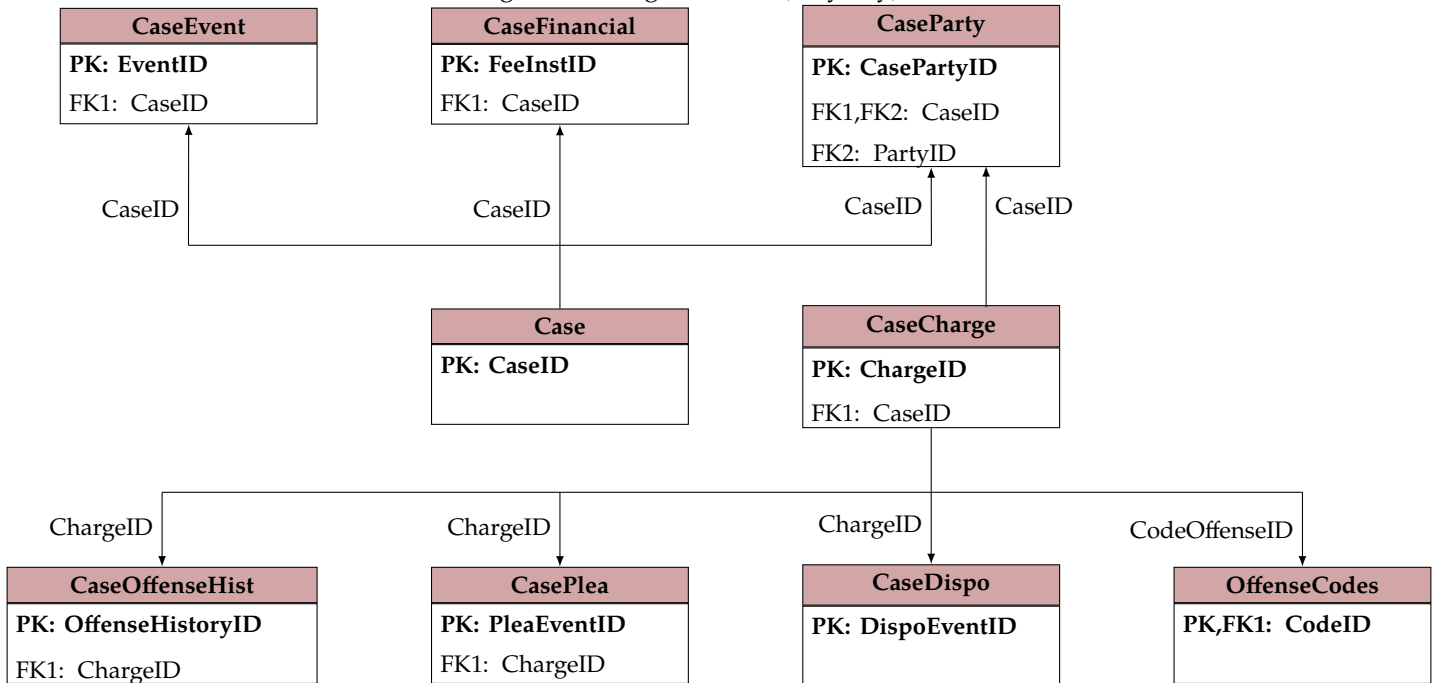 CaseEvent
PK: EventID
FK1: CaseID
CaseFinancial
PK: FeeInstID
FK1: CaseID
CaseParty
PK: CasePartyID
FK1,FK2: CaseID
FK2: PartyID
CaseID
CaseID
CaseID
CaseID
Case
PK: CaseID
CaseCharge
PK: ChargeID
FK1: CaseID
ChargeID
ChargeID
ChargeID
CodeOffenseID
CaseOffenseHist
PK: OffenseHistoryID
FK1: ChargeID
CasePlea
PK: PleaEventID
FK1: ChargeID
CaseDispo
PK: DispoEventID
OffenseCodes
PK,FK1: CodeID